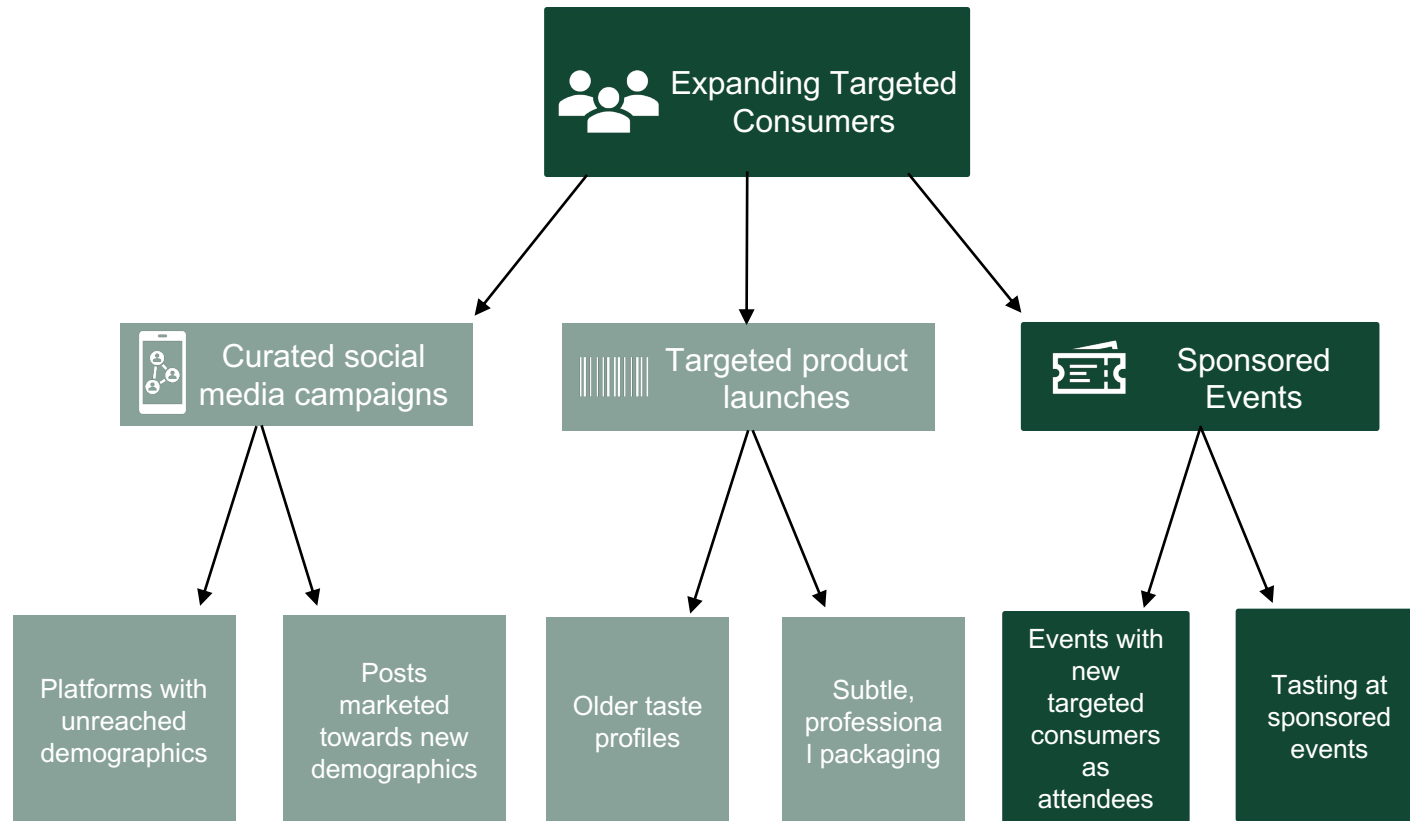 Expanding Targeted
Consumers
Curated social
media campaigns
Targeted product
launches
Sponsored
Events
Platforms with
unreached
demographics
Posts
marketed
towards new
demographics
Older taste
profiles
Subtle,
professiona
l packaging
Events with
new
targeted
consumers
as
attendees
Tasting at
sponsored
events